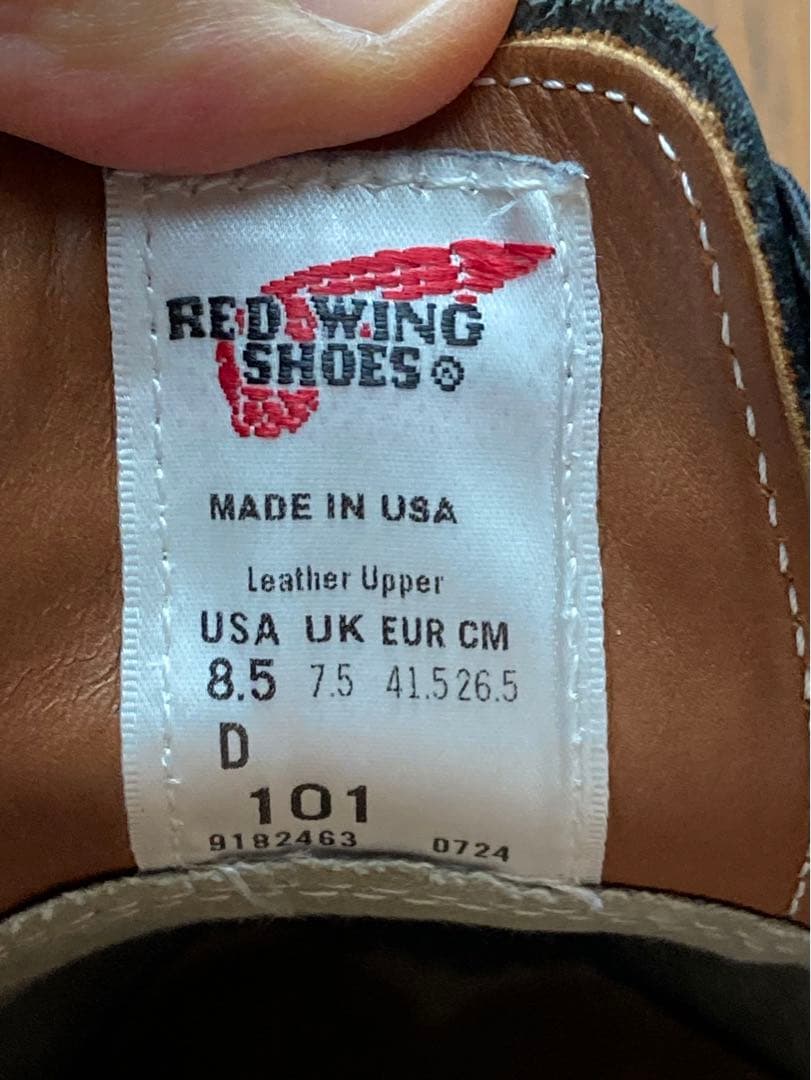 RED WING
SHOES ®
MADE IN USA
Leather Upper
USA UK EUR CM
8.5 7.5 41.5 26.5
D
101
9182463 0724